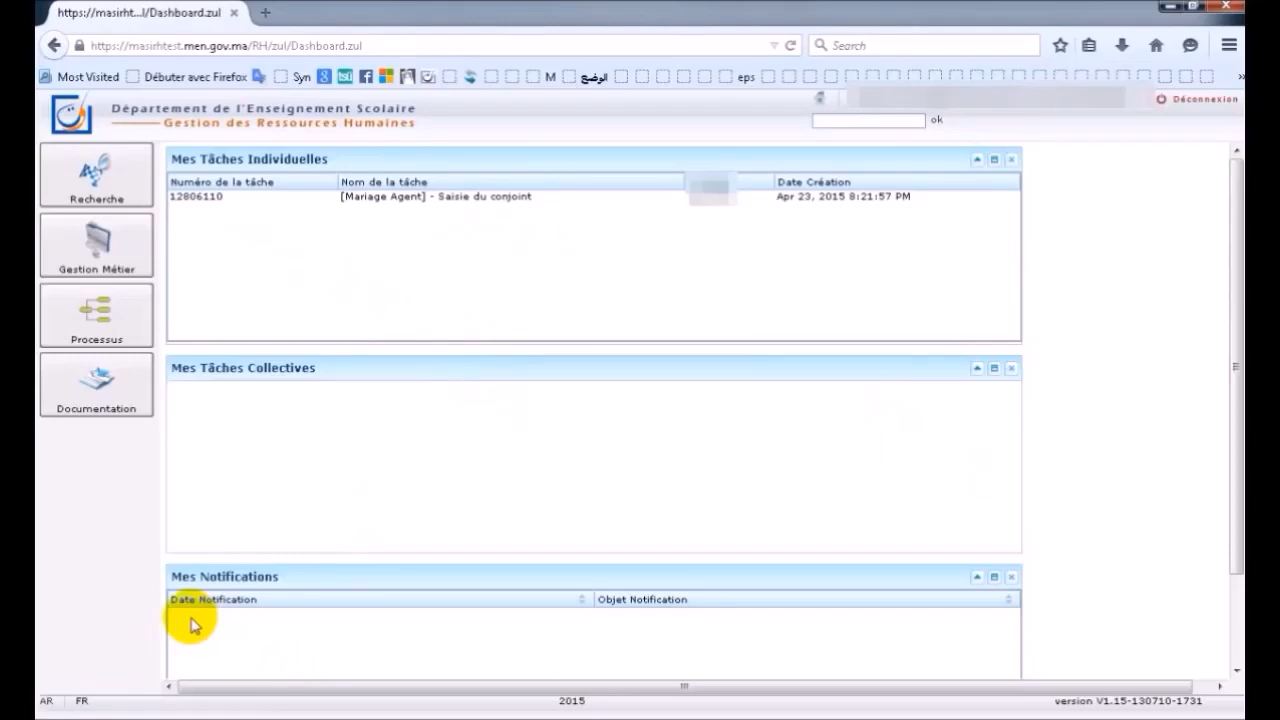 https://masirht...l/Dashboard.zul
https://masirhtest.men.gov.ma/RH/zul/Dashboard.zul
Search
Most Visited Débuter avec Firefox Syn M الوضع eps
Département de l'Enseignement Scolaire
Gestion des Ressources Humaines
Déconnexion
ok
Recherche
Gestion Métier
Processus
Documentation
Mes Tâches Individuelles
Numéro de la tâche Nom de la tâche Date Création
12806110 [Mariage Agent] - Saisie du conjoint Apr 23, 2015 8:21:57 PM
Mes Tâches Collectives
Mes Notifications
Date Notification Objet Notification
AR FR 2015 version V1.15-130710-1731